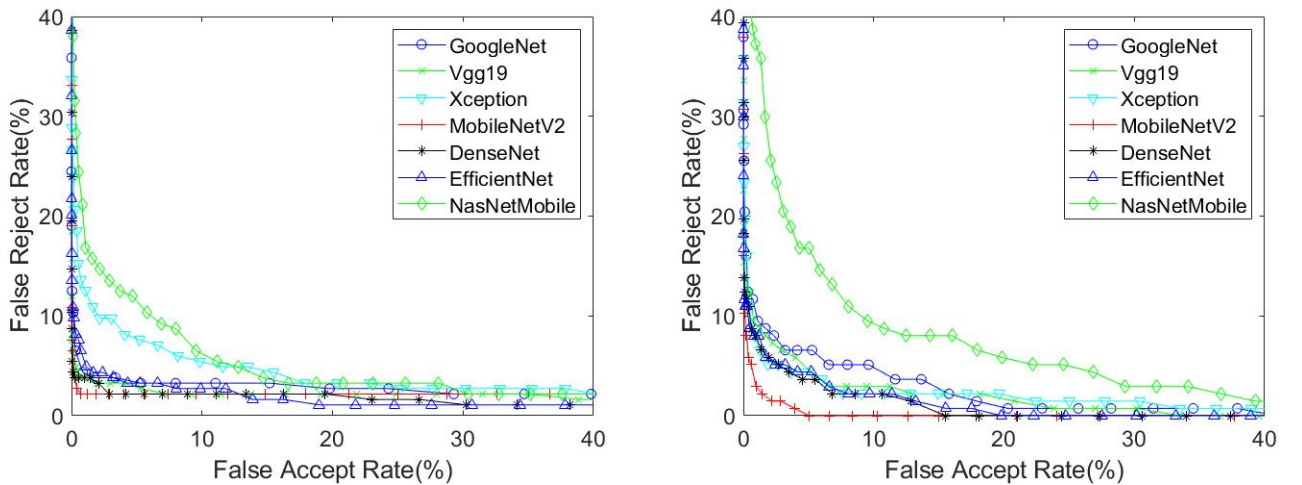 40
30
20
10
0
0
10
20
30
40
False Reject Rate(%)
False Accept Rate(%)
GoogleNet
Vgg19
Xception
MobileNetV2
DenseNet
EfficientNet
NasNetMobile
40
30
20
10
0
0
10
20
30
40
False Reject Rate(%)
False Accept Rate(%)
GoogleNet
Vgg19
Xception
MobileNetV2
DenseNet
EfficientNet
NasNetMobile